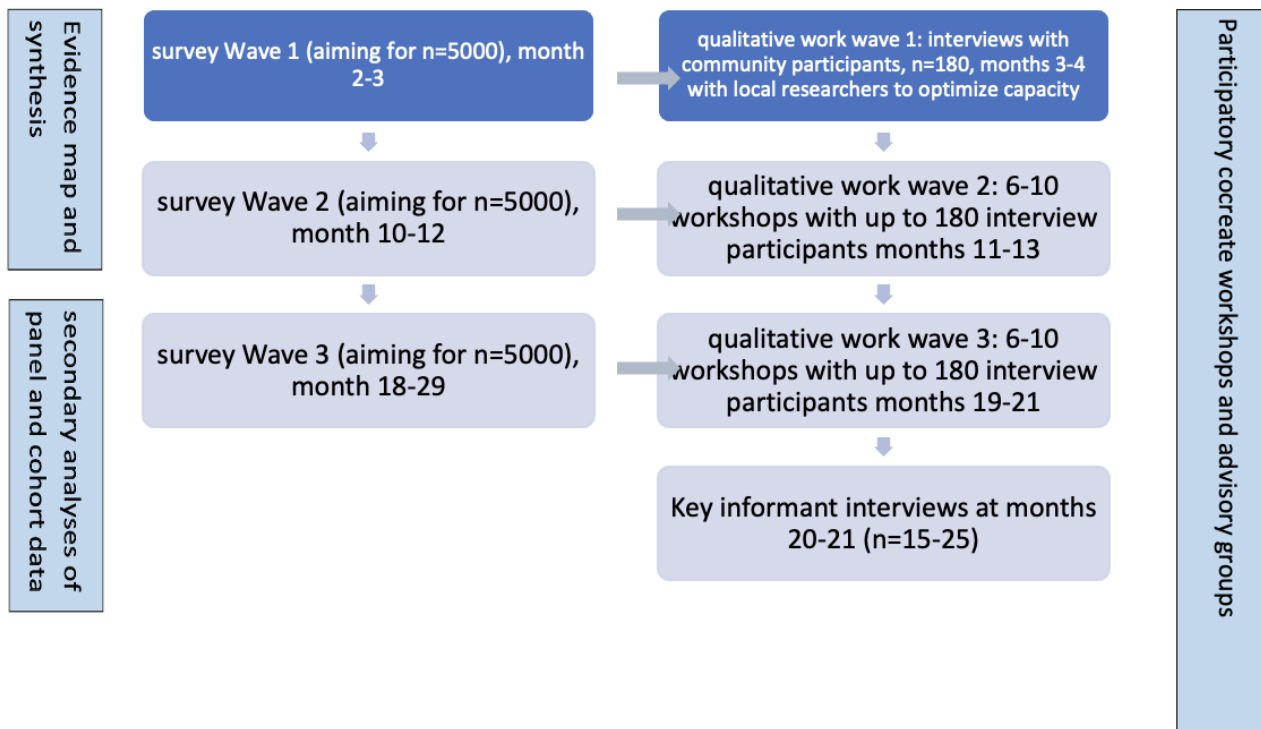 Evidence map and
synthesis
survey Wave 1 (aiming for n=5000), month
2-3
qualitative work wave 1: interviews with
community participants, n=180, months 3-4
with local researchers to optimize capacity
survey Wave 2 (aiming for n=5000),
month 10-12
qualitative work wave 2: 6-10
workshops with up to 180 interview
participants months 11-13
secondary analyses of
panel and cohort data
survey Wave 3 (aiming for n=5000),
month 18-29
qualitative work wave 3: 6-10
workshops with up to 180 interview
participants months 19-21
Key informant interviews at months
20-21 (n=15-25)
Participatory cocreate workshops and advisory groups